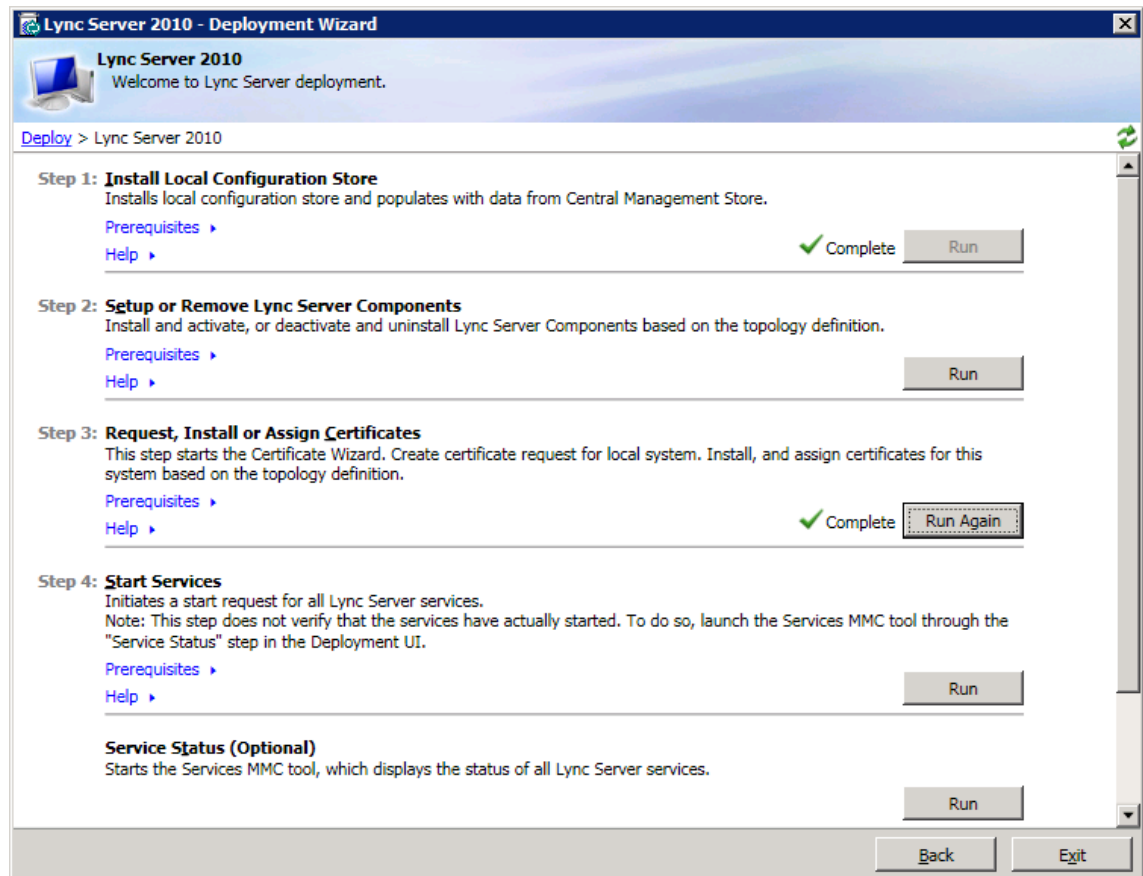 Lync Server 2010 - Deployment Wizard
Lync Server 2010
Welcome to Lync Server deployment.
Deploy > Lync Server 2010
Step 1: Install Local Configuration Store
Installs local configuration store and populates with data from Central Management Store.
Prerequisites
Help
Complete Run
Step 2: Setup or Remove Lync Server Components
Install and activate, or deactivate and uninstall Lync Server Components based on the topology definition.
Prerequisites
Help
Run
Step 3: Request, Install or Assign Certificates
This step starts the Certificate Wizard. Create certificate request for local system. Install, and assign certificates for this
system based on the topology definition.
Prerequisites
Help
Complete Run Again
Step 4: Start Services
Initiates a start request for all Lync Server services.
Note: This step does not verify that the services have actually started. To do so, launch the Services MMC tool through the
"Service Status" step in the Deployment UI.
Prerequisites
Help
Run
Service Status (Optional)
Starts the Services MMC tool, which displays the status of all Lync Server services.
Run
Back Exit